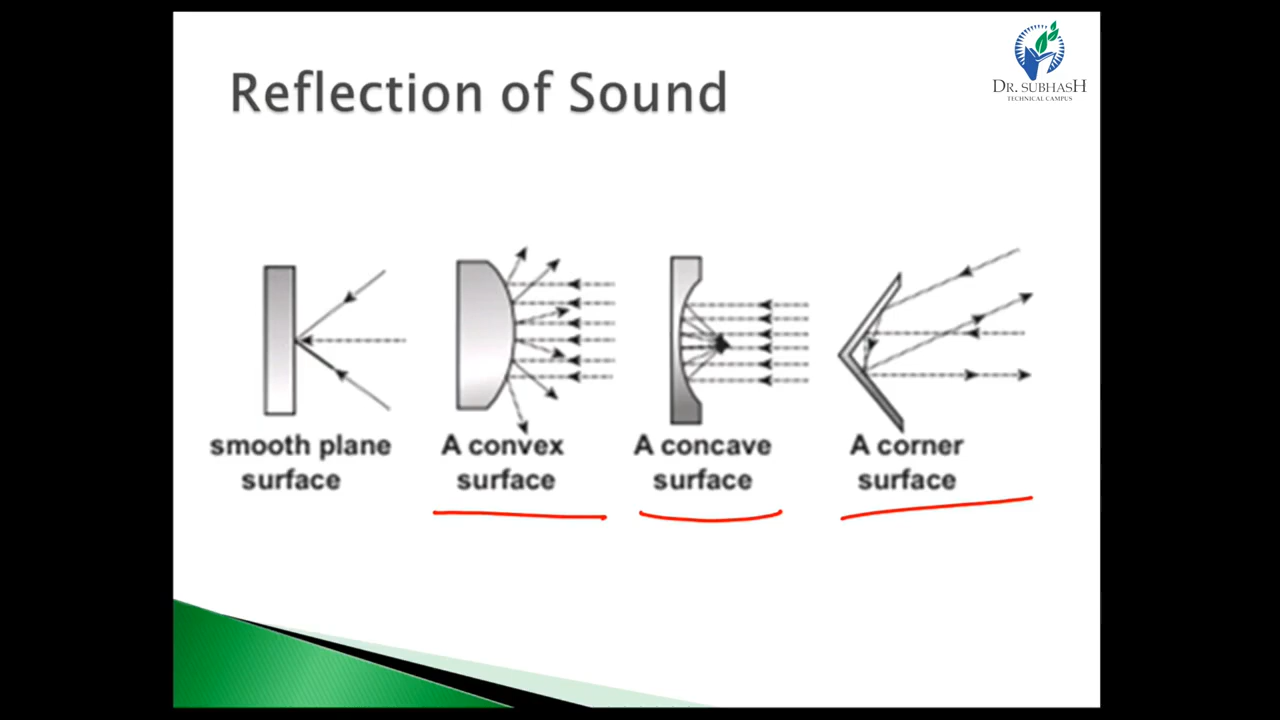 DR. SUBHASH
TECHNICAL CAMPUS
Reflection of Sound
smooth plane
surface
A convex
surface
A concave
surface
A corner
surface